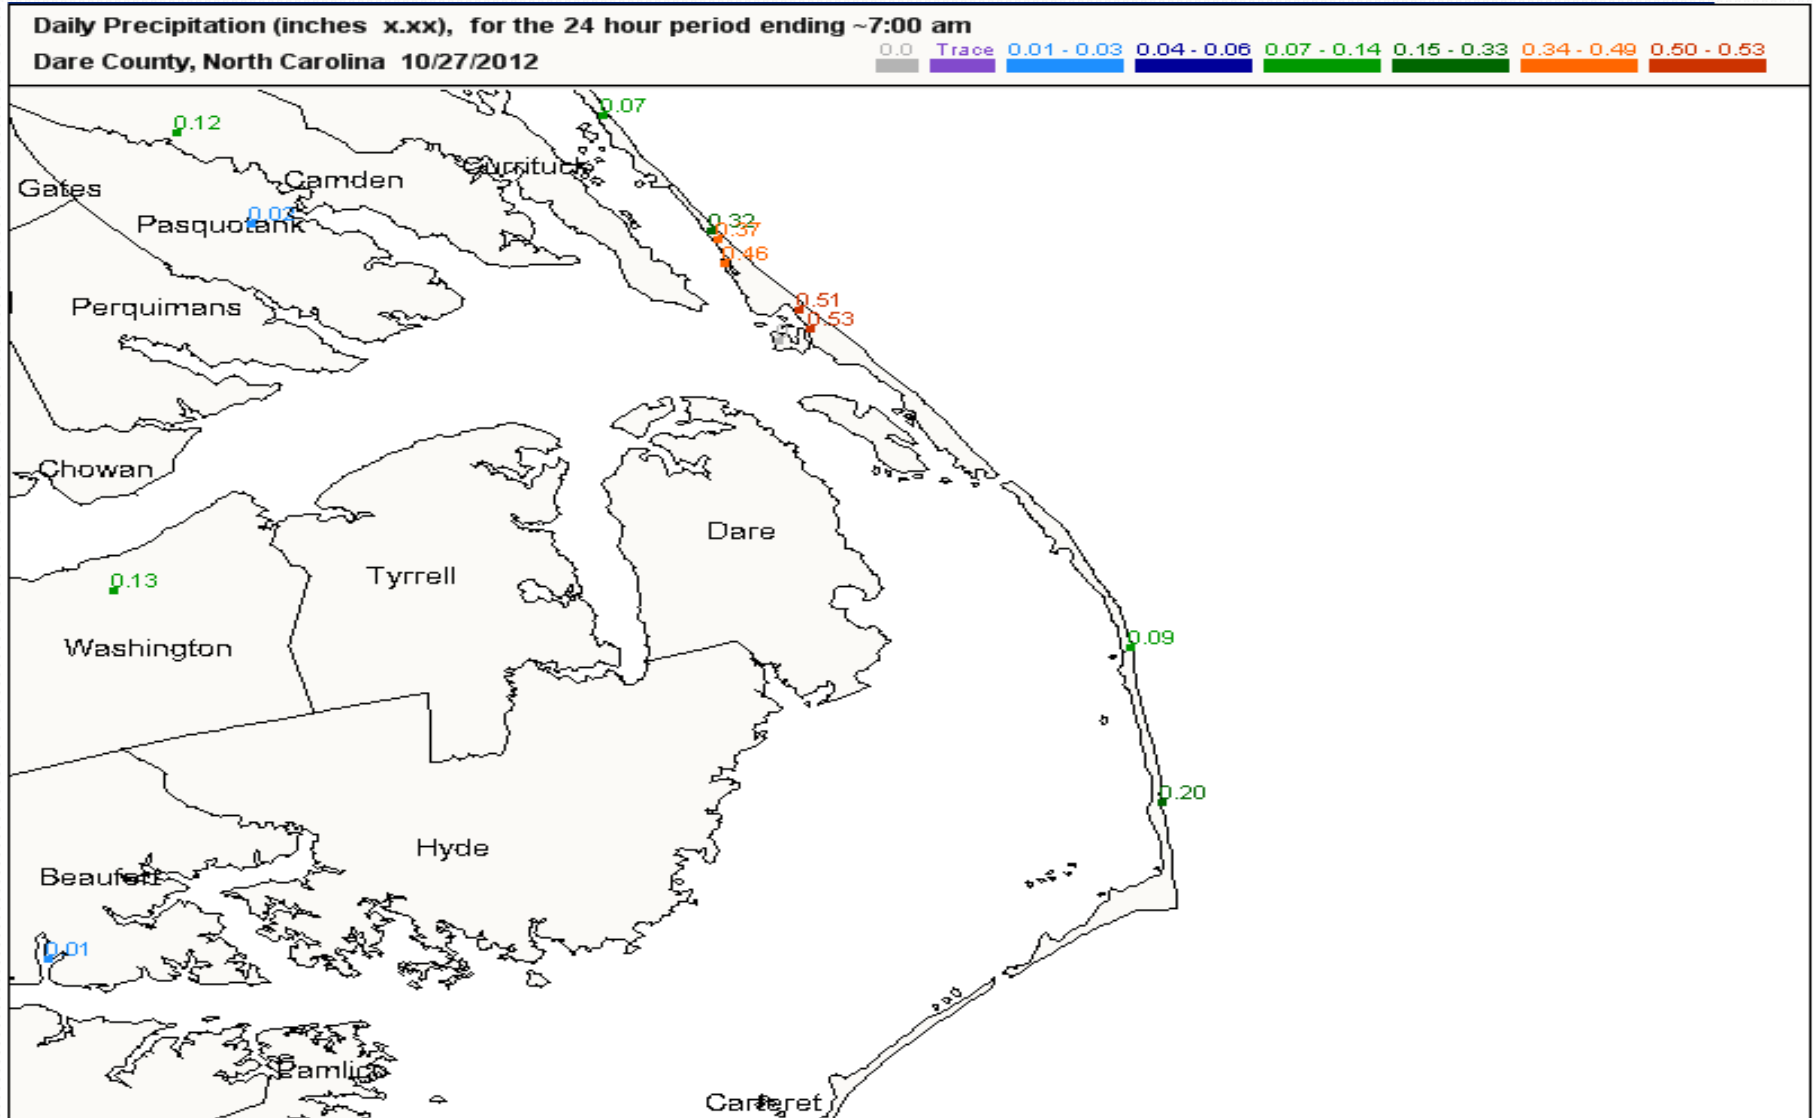 Daily Precipitation (inches x.xx), for the 24 hour period ending ~7:00 am
Dare County, North Carolina 10/27/2012
0.0 Trace 0.01 - 0.03 0.04 - 0.06 0.07 - 0.14 0.15 - 0.33 0.34 - 0.49 0.50 - 0.53
0.07
0.12
Currituck
Camden
Gates
0.02
Pasquotank
0.32
0.37
0.46
0.51
Perquimans
0.53
Chowan
Dare
Tyrrell
0.13
0.09
Washington
0.20
Hyde
Beaufort
0.01
Pamlico
Carteret